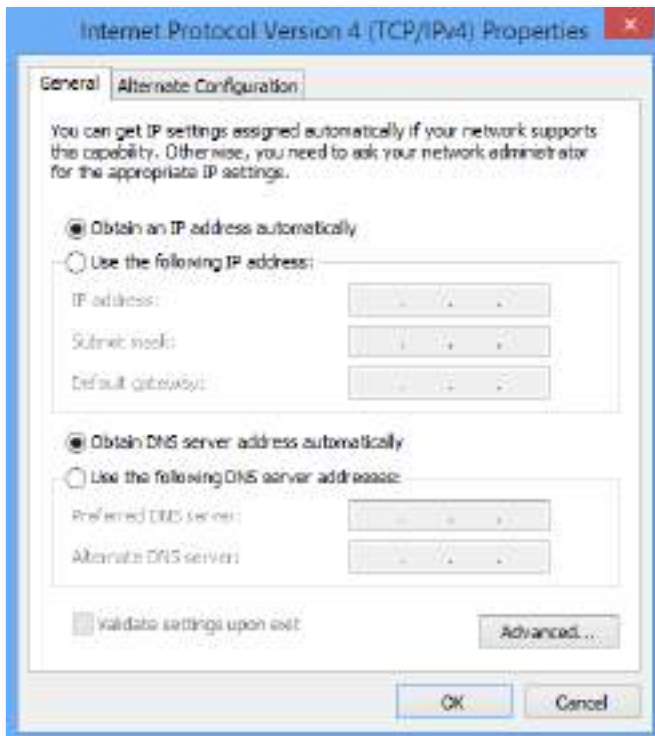 Internet Protocol Version 4 (TCP/IPv4) Properties
General
Alternate Configuration
You can get IP settings assigned automatically if your network supports
this capability. Otherwise, you need to ask your network administrator
for the appropriate IP settings.
Obtain an IP address automatically
Use the following IP address:
IP address:
Subnet mask:
Default gateway:
Obtain DNS server address automatically
Use the following DNS server addresses:
Preferred DNS server:
Alternate DNS server:
Validate settings upon exit
Advanced...
OK
Cancel